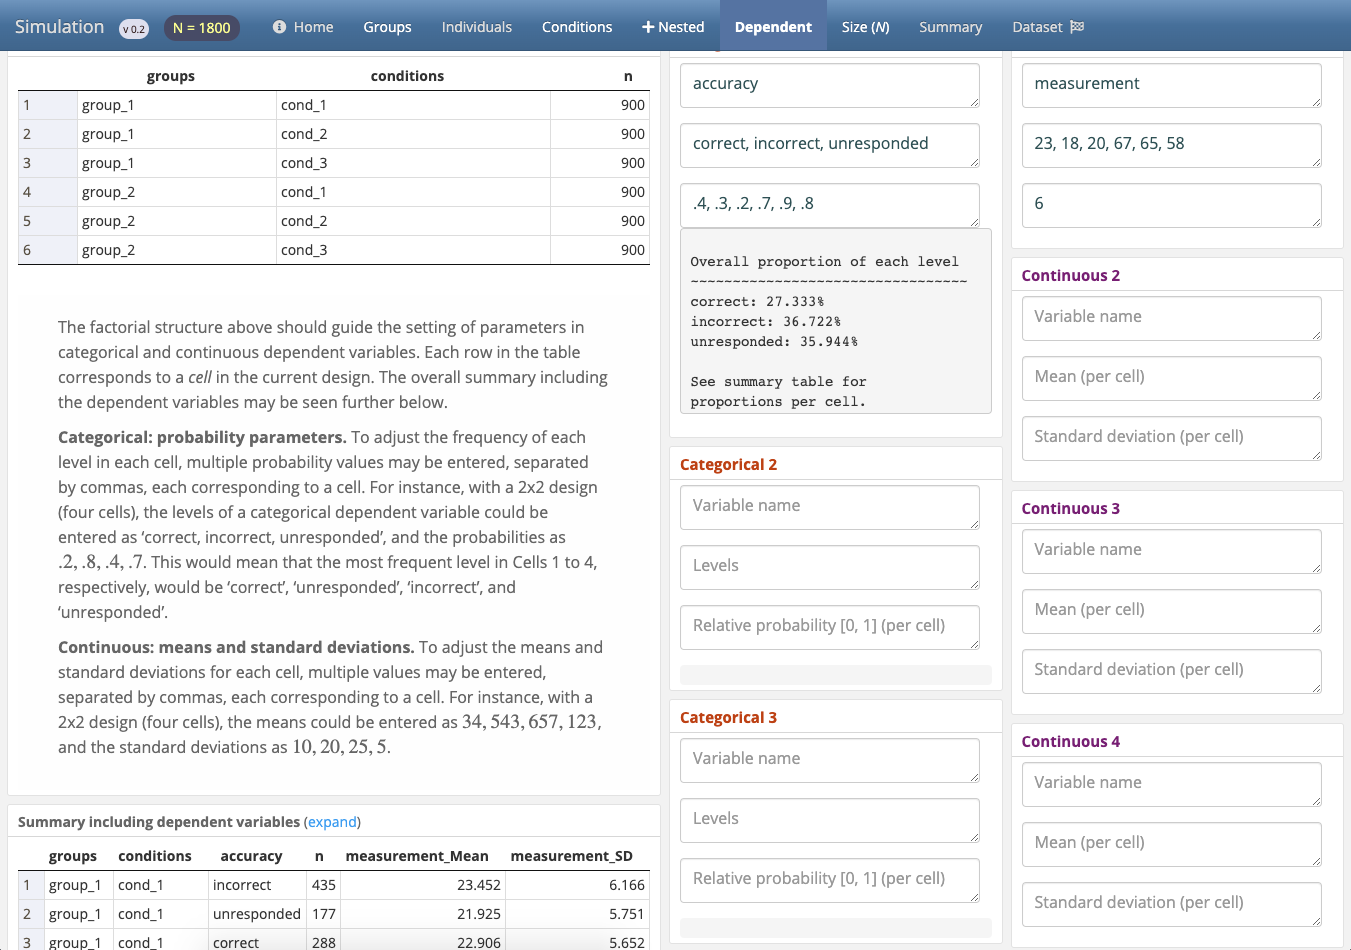 Simulation v 0.2 N = 1800 Home Groups Individuals Conditions + Nested Dependent Size (N) Summary Dataset
groups conditions n
1 group_1 cond_1 900
2 group_1 cond_2 900
3 group_1 cond_3 900
4 group_2 cond_1 900
5 group_2 cond_2 900
6 group_2 cond_3 900
The factorial structure above should guide the setting of parameters in
categorical and continuous dependent variables. Each row in the table
corresponds to a cell in the current design. The overall summary including
the dependent variables may be seen further below.
Categorical: probability parameters. To adjust the frequency of each
level in each cell, multiple probability values may be entered, separated
by commas, each corresponding to a cell. For instance, with a 2x2 design
(four cells), the levels of a categorical dependent variable could be
entered as ‘correct, incorrect, unresponded’, and the probabilities as
.2, .8, .4, .7. This would mean that the most frequent level in Cells 1 to 4,
respectively, would be ‘correct’, ‘unresponded’, ‘incorrect’, and
‘unresponded’.
Continuous: means and standard deviations. To adjust the means and
standard deviations for each cell, multiple values may be entered,
separated by commas, each corresponding to a cell. For instance, with a
2x2 design (four cells), the means could be entered as 34, 543, 657, 123,
and the standard deviations as 10, 20, 25, 5.
Summary including dependent variables (expand)
groups conditions accuracy n measurement_Mean measurement_SD
1 group_1 cond_1 incorrect 435 23.452 6.166
2 group_1 cond_1 unresponded 177 21.925 5.751
3 group_1 cond_1 correct 288 22.906 5.652
accuracy
correct, incorrect, unresponded
.4, .3, .2, .7, .9, .8
Overall proportion of each level
~~~~~~~~~~~~~~~~~~~~~~~~~~~~~~~~~
correct: 27.333%
incorrect: 36.722%
unresponded: 35.944%
See summary table for
proportions per cell.
Categorical 2
Variable name
Levels
Relative probability [0, 1] (per cell)
Categorical 3
Variable name
Levels
Relative probability [0, 1] (per cell)
measurement
23, 18, 20, 67, 65, 58
6
Continuous 2
Variable name
Mean (per cell)
Standard deviation (per cell)
Continuous 3
Variable name
Mean (per cell)
Standard deviation (per cell)
Continuous 4
Variable name
Mean (per cell)
Standard deviation (per cell)